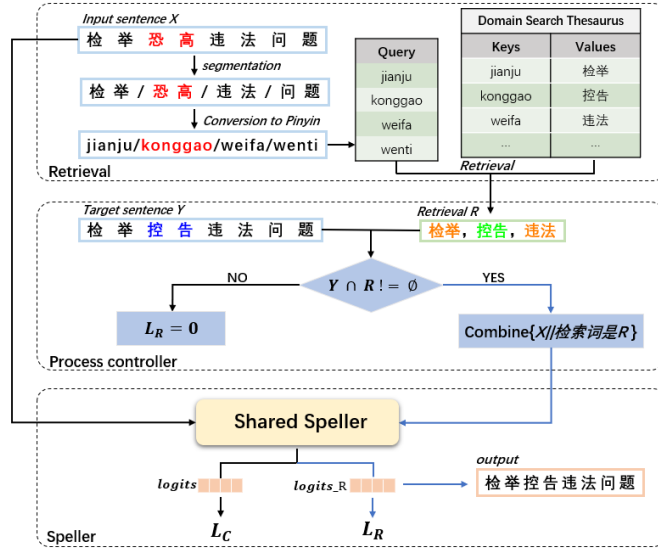 Input sentence X
检 举 恐 高 违 法 问 题
segmentation
检 举 / 恐 高 / 违 法 / 问 题
Conversion to Pinyin
jianju/konggao/weifa/wenti
Retrieval
Query
jianju
konggao
weifa
wenti
Domain Search Thesaurus
Keys Values
jianju 检举
konggao 控告
weifa 违法
... ...
Retrieval
Target sentence Y
检 举 控 告 违 法 问 题
Retrieval R
检举，控告，违法
Y ∩ R ! = ∅
NO
YES
L_R = 0
Combine{X//检索词是R}
Process controller
Shared Speller
logits
logits_R
output
检举控告违法问题
L_C
L_R
Speller